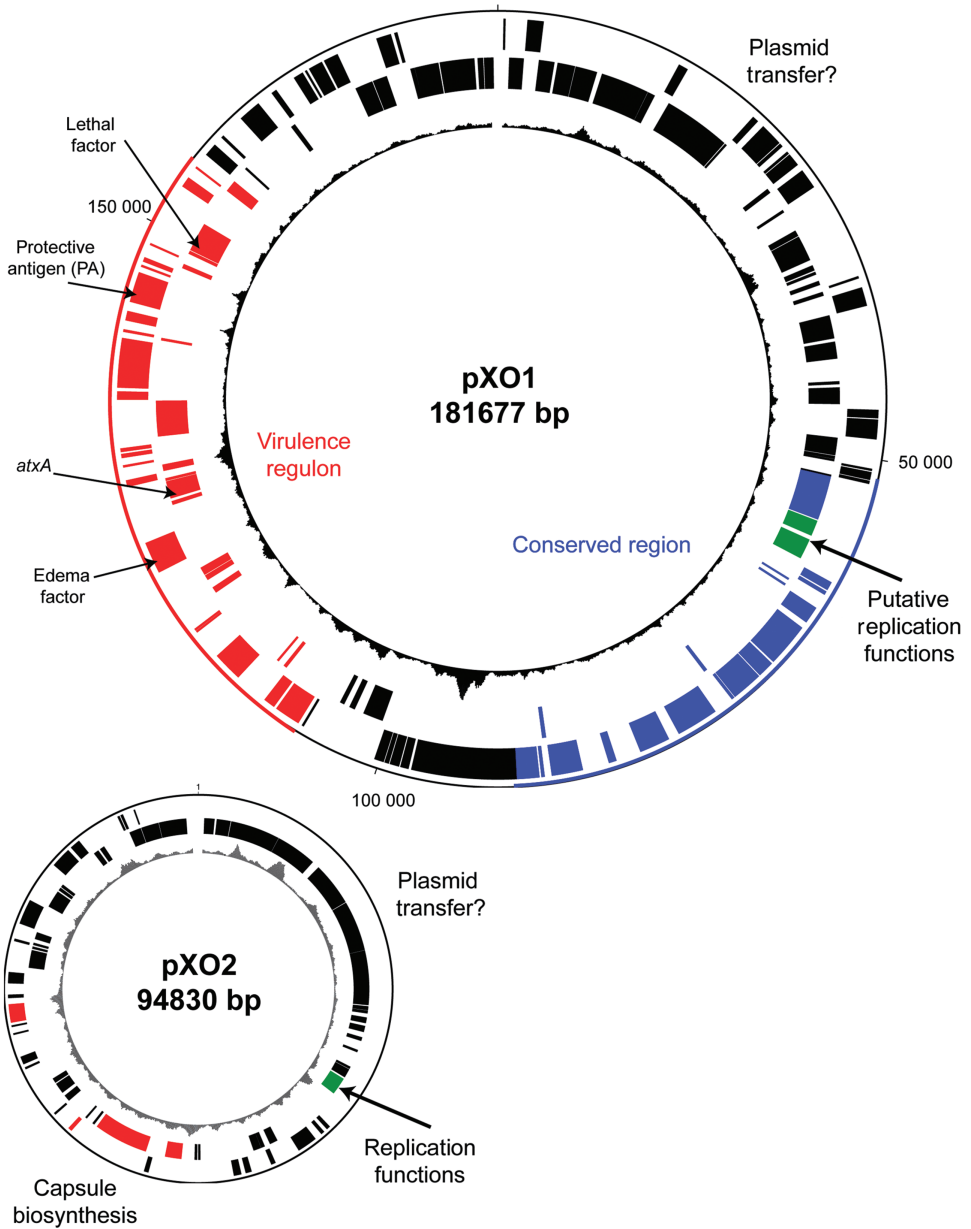 Plasmid
transfer?
Lethal
factor
150 000
Protective
antigen (PA)
pXO1
181677 bp
Virulence
regulon
50 000
atxA
Conserved region
Edema
factor
Putative
replication
functions
100 000
1
Plasmid
transfer?
pXO2
94830 bp
Replication
functions
Capsule
biosynthesis